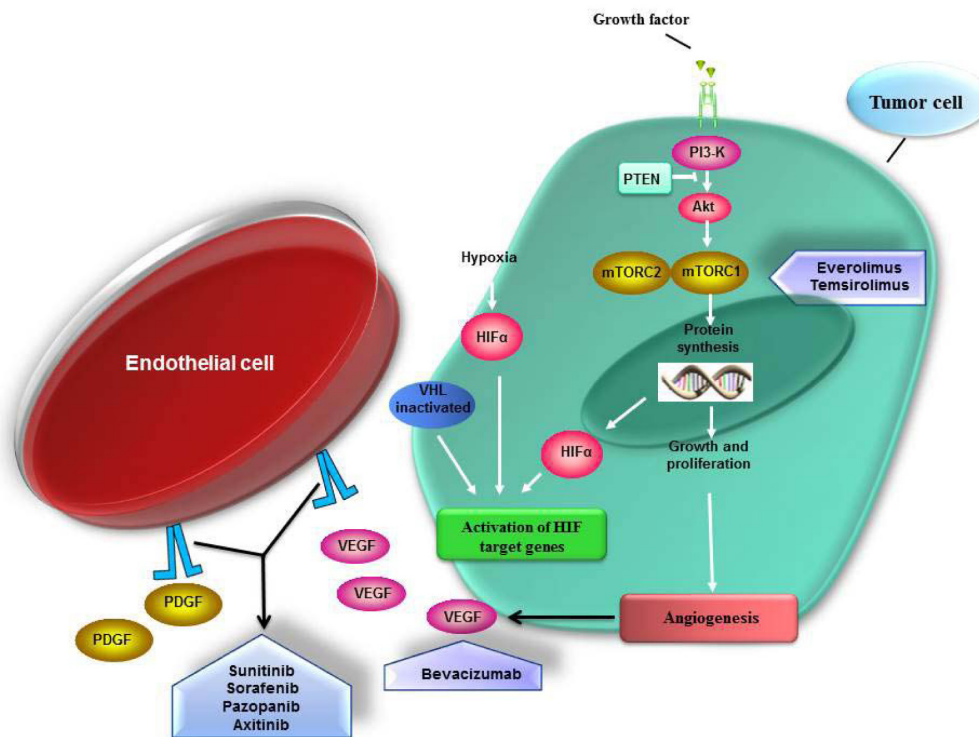 Growth factor
Tumor cell
PI3-K
PTEN
Akt
Hypoxia
mTORC2
mTORC1
Everolimus
Temsirolimus
HIFα
Protein
synthesis
Endothelial cell
VHL
inactivated
HIFα
Growth and
proliferation
Activation of HIF
target genes
VEGF
VEGF
PDGF
VEGF
Angiogenesis
PDGF
Sunitinib
Sorafenib
Pazopanib
Axitinib
Bevacizumab